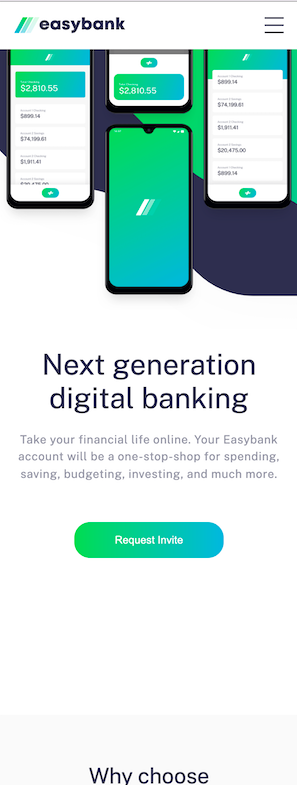 easybank
$2,810.55
$899.14
$74,199.61
$1,911.41
$2,810.55
$899.14
$74,199.61
$1,911.41
$20,475.00
$899.14
Next generation
digital banking
Take your financial life online. Your Easybank
account will be a one-stop-shop for spending,
saving, budgeting, investing, and much more.
Request Invite
Why choose